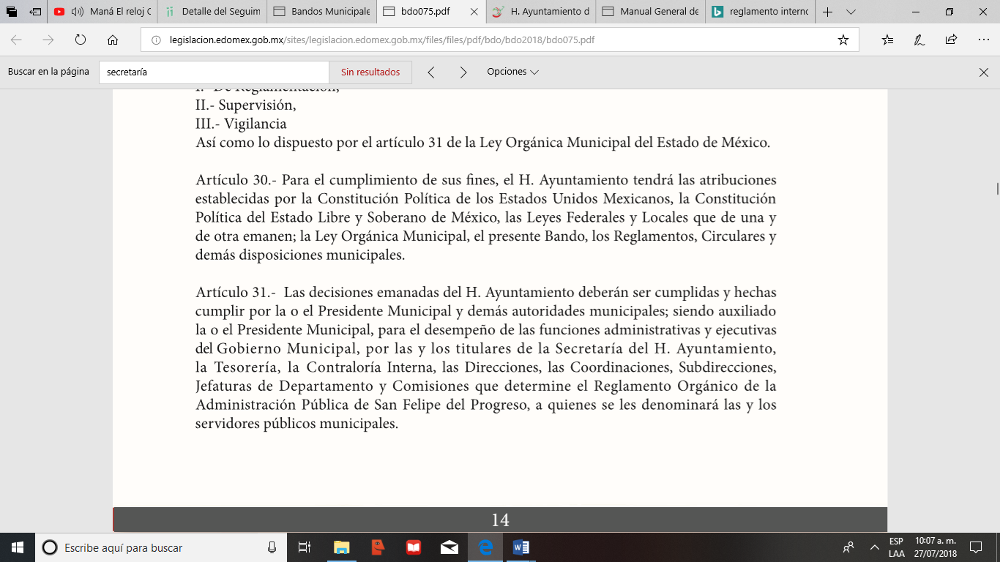 Maná El reloj C
Detalle del Seguim
Bandos Municipale
bdo075.pdf
H. Ayuntamiento d
Manual General de
reglamento interno
legislacion.edomex.gob.mx/sites/legislacion.edomex.gob.mx/files/files/pdf/bdo/bdo2018/bdo075.pdf
Buscar en la página
secretaría
Sin resultados
Opciones
I.- De Reglamentación,
II.- Supervisión,
III.- Vigilancia
Así como lo dispuesto por el artículo 31 de la Ley Orgánica Municipal del Estado de México.
Artículo 30.- Para el cumplimiento de sus fines, el H. Ayuntamiento tendrá las atribuciones
establecidas por la Constitución Política de los Estados Unidos Mexicanos, la Constitución
Política del Estado Libre y Soberano de México, las Leyes Federales y Locales que de una y
de otra emanen; la Ley Orgánica Municipal, el presente Bando, los Reglamentos, Circulares y
demás disposiciones municipales.
Artículo 31.- Las decisiones emanadas del H. Ayuntamiento deberán ser cumplidas y hechas
cumplir por la o el Presidente Municipal y demás autoridades municipales; siendo auxiliado
la o el Presidente Municipal, para el desempeño de las funciones administrativas y ejecutivas
del Gobierno Municipal, por las y los titulares de la Secretaría del H. Ayuntamiento,
la Tesorería, la Contraloría Interna, las Direcciones, las Coordinaciones, Subdirecciones,
Jefaturas de Departamento y Comisiones que determine el Reglamento Orgánico de la
Administración Pública de San Felipe del Progreso, a quienes se les denominará las y los
servidores públicos municipales.
14
Escribe aquí para buscar
ESP
LAA
10:07 a. m.
27/07/2018